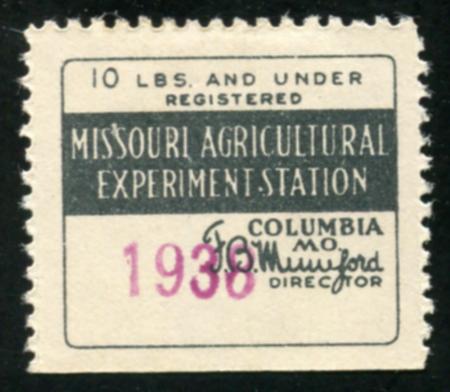 10 LBS. AND UNDER
REGISTERED
MISSOURI AGRICULTURAL
EXPERIMENT STATION
COLUMBIA
MO.
1938 F.B. Mumford
DIRECTOR